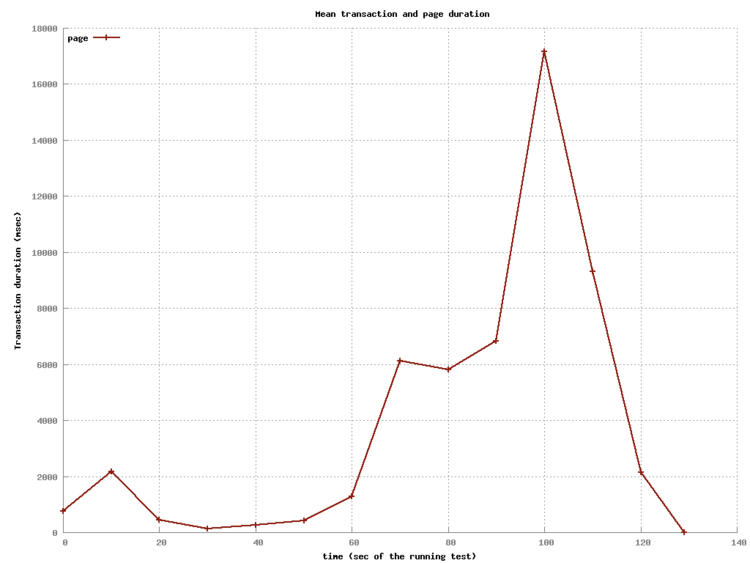 Mean transaction and page duration
18000
page
16000
14000
12000
10000
8000
6000
4000
2000
0
Transaction duration (msec)
0 20 40 60 80 100 120 140
time (sec of the running test)